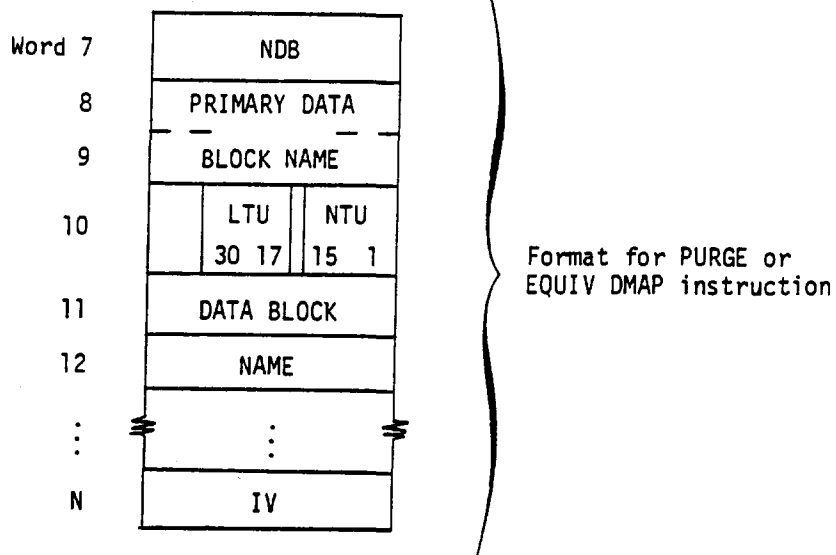 Word 7 NDB
8 PRIMARY DATA
9 BLOCK NAME
10 LTU NTU
30 17 15 1
Format for PURGE or
EQUIV DMAP instruction
11 DATA BLOCK
12 NAME
⋮ ⋮
N IV